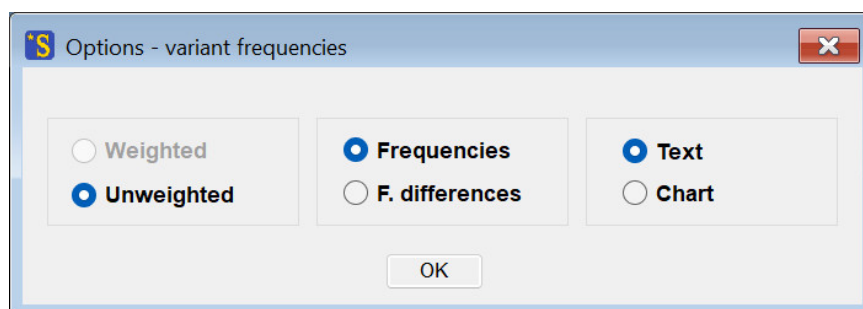 *S Options - variant frequencies
Weighted
Unweighted
Frequencies
F. differences
Text
Chart
OK